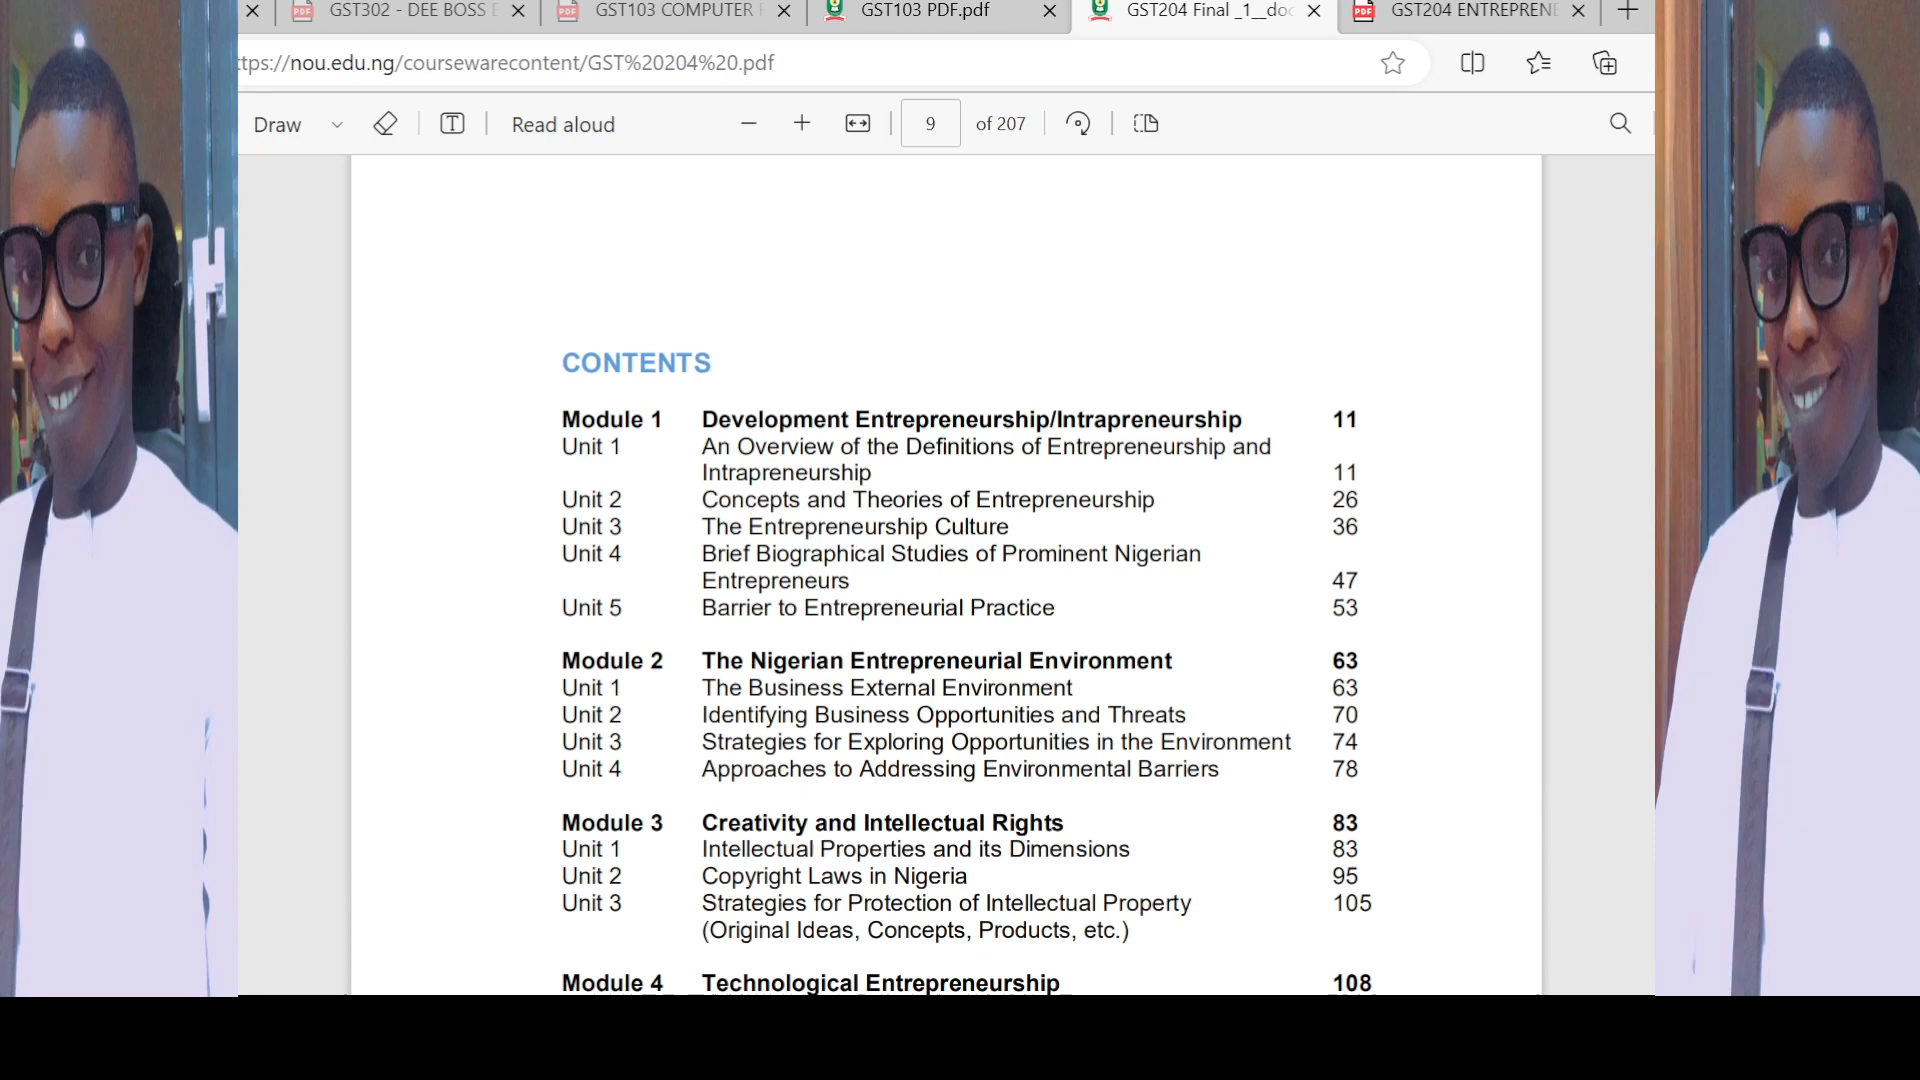 GST302 - DEE BOSS
GST103 COMPUTER
GST103 PDF.pdf
GST204 Final _1__doc
GST204 ENTREPRENE
tps://nou.edu.ng/coursewarecontent/GST%20204%20.pdf
Draw
Read aloud
9 of 207
CONTENTS
Module 1 Development Entrepreneurship/Intrapreneurship 11
Unit 1 An Overview of the Definitions of Entrepreneurship and
Intrapreneurship 11
Unit 2 Concepts and Theories of Entrepreneurship 26
Unit 3 The Entrepreneurship Culture 36
Unit 4 Brief Biographical Studies of Prominent Nigerian
Entrepreneurs 47
Unit 5 Barrier to Entrepreneurial Practice 53
Module 2 The Nigerian Entrepreneurial Environment 63
Unit 1 The Business External Environment 63
Unit 2 Identifying Business Opportunities and Threats 70
Unit 3 Strategies for Exploring Opportunities in the Environment 74
Unit 4 Approaches to Addressing Environmental Barriers 78
Module 3 Creativity and Intellectual Rights 83
Unit 1 Intellectual Properties and its Dimensions 83
Unit 2 Copyright Laws in Nigeria 95
Unit 3 Strategies for Protection of Intellectual Property 105
(Original Ideas, Concepts, Products, etc.)
Module 4 Technological Entrepreneurship 108